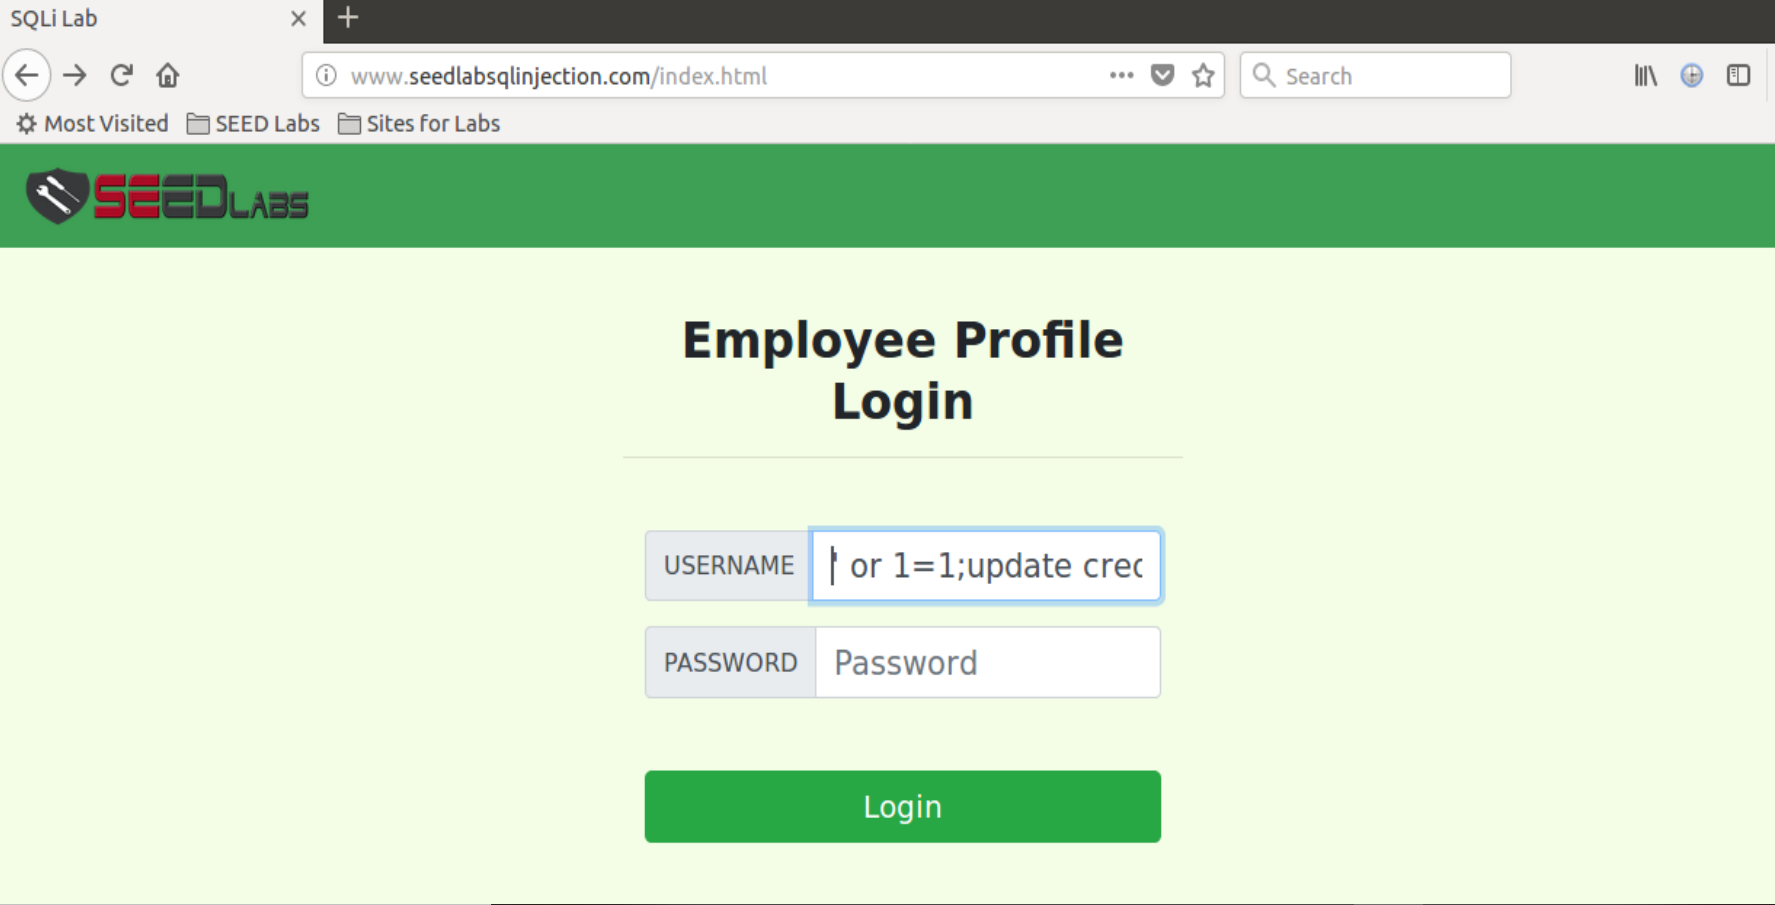 SQLi Lab
www.seedlabsqlinjection.com/index.html
Search
Most Visited SEED Labs Sites for Labs
SEEDLABS
Employee Profile
Login
USERNAME ' or 1=1;update cred
PASSWORD Password
Login